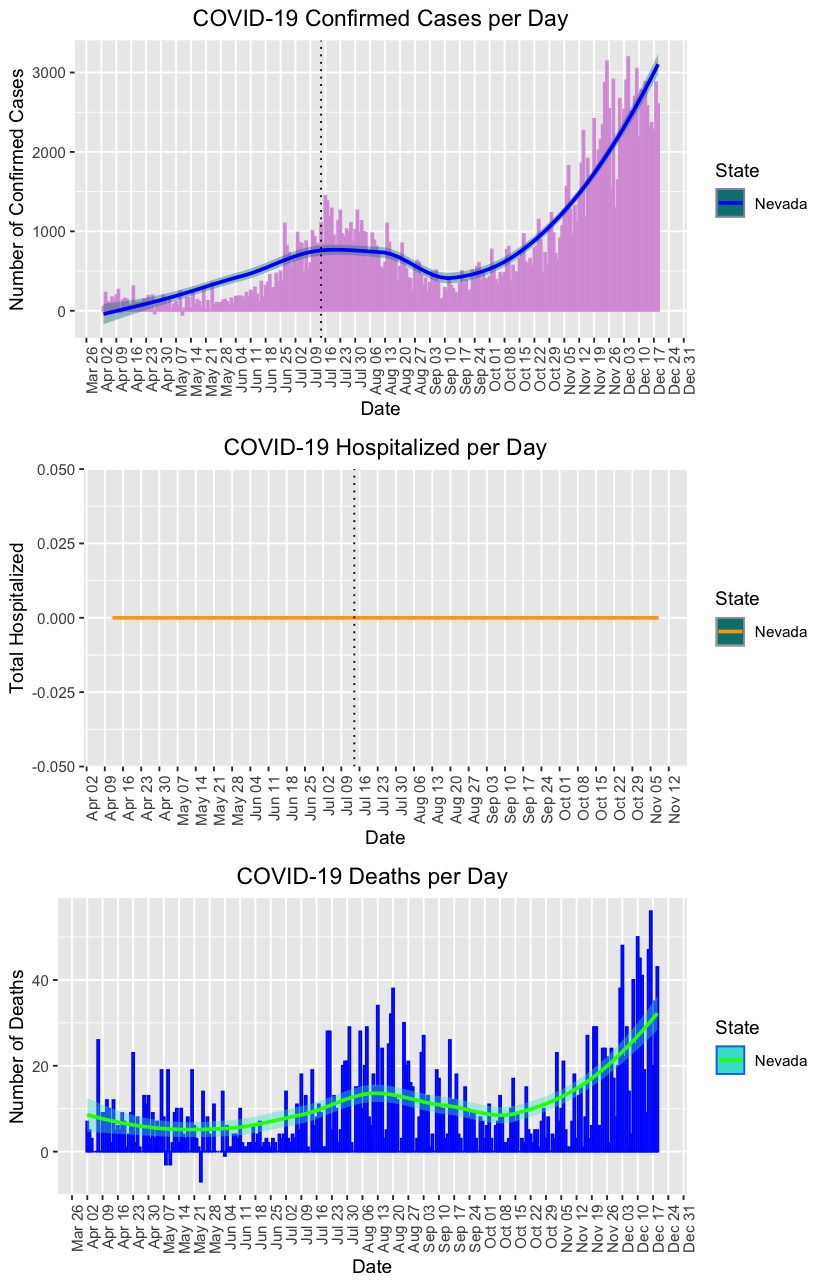 COVID-19 Confirmed Cases per Day
Number of Confirmed Cases
3000
2000
1000
0
Mar 26
Apr 02
Apr 09
Apr 16
Apr 23
Apr 30
May 07
May 14
May 21
May 28
Jun 04
Jun 11
Jun 18
Jun 25
Jul 02
Jul 09
Jul 16
Jul 23
Jul 30
Aug 06
Aug 13
Aug 20
Aug 27
Sep 03
Sep 10
Sep 17
Sep 24
Oct 01
Oct 08
Oct 15
Oct 22
Oct 29
Nov 05
Nov 12
Nov 19
Nov 26
Dec 03
Dec 10
Dec 17
Dec 24
Dec 31
Date
State
Nevada
COVID-19 Hospitalized per Day
Total Hospitalized
0.050
0.025
0.000
-0.025
-0.050
Apr 02
Apr 09
Apr 16
Apr 23
Apr 30
May 07
May 14
May 21
May 28
Jun 04
Jun 11
Jun 18
Jun 25
Jul 02
Jul 09
Jul 16
Jul 23
Jul 30
Aug 06
Aug 13
Aug 20
Aug 27
Sep 03
Sep 10
Sep 17
Sep 24
Oct 01
Oct 08
Oct 15
Oct 22
Oct 29
Nov 05
Nov 12
Date
State
Nevada
COVID-19 Deaths per Day
Number of Deaths
40
20
0
Mar 26
Apr 02
Apr 09
Apr 16
Apr 23
Apr 30
May 07
May 14
May 21
May 28
Jun 04
Jun 11
Jun 18
Jun 25
Jul 02
Jul 09
Jul 16
Jul 23
Jul 30
Aug 06
Aug 13
Aug 20
Aug 27
Sep 03
Sep 10
Sep 17
Sep 24
Oct 01
Oct 08
Oct 15
Oct 22
Oct 29
Nov 05
Nov 12
Nov 19
Nov 26
Dec 03
Dec 10
Dec 17
Dec 24
Dec 31
Date
State
Nevada